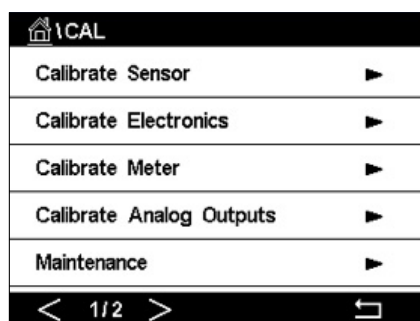 \CAL
Calibrate Sensor
Calibrate Electronics
Calibrate Meter
Calibrate Analog Outputs
Maintenance
< 1/2 >